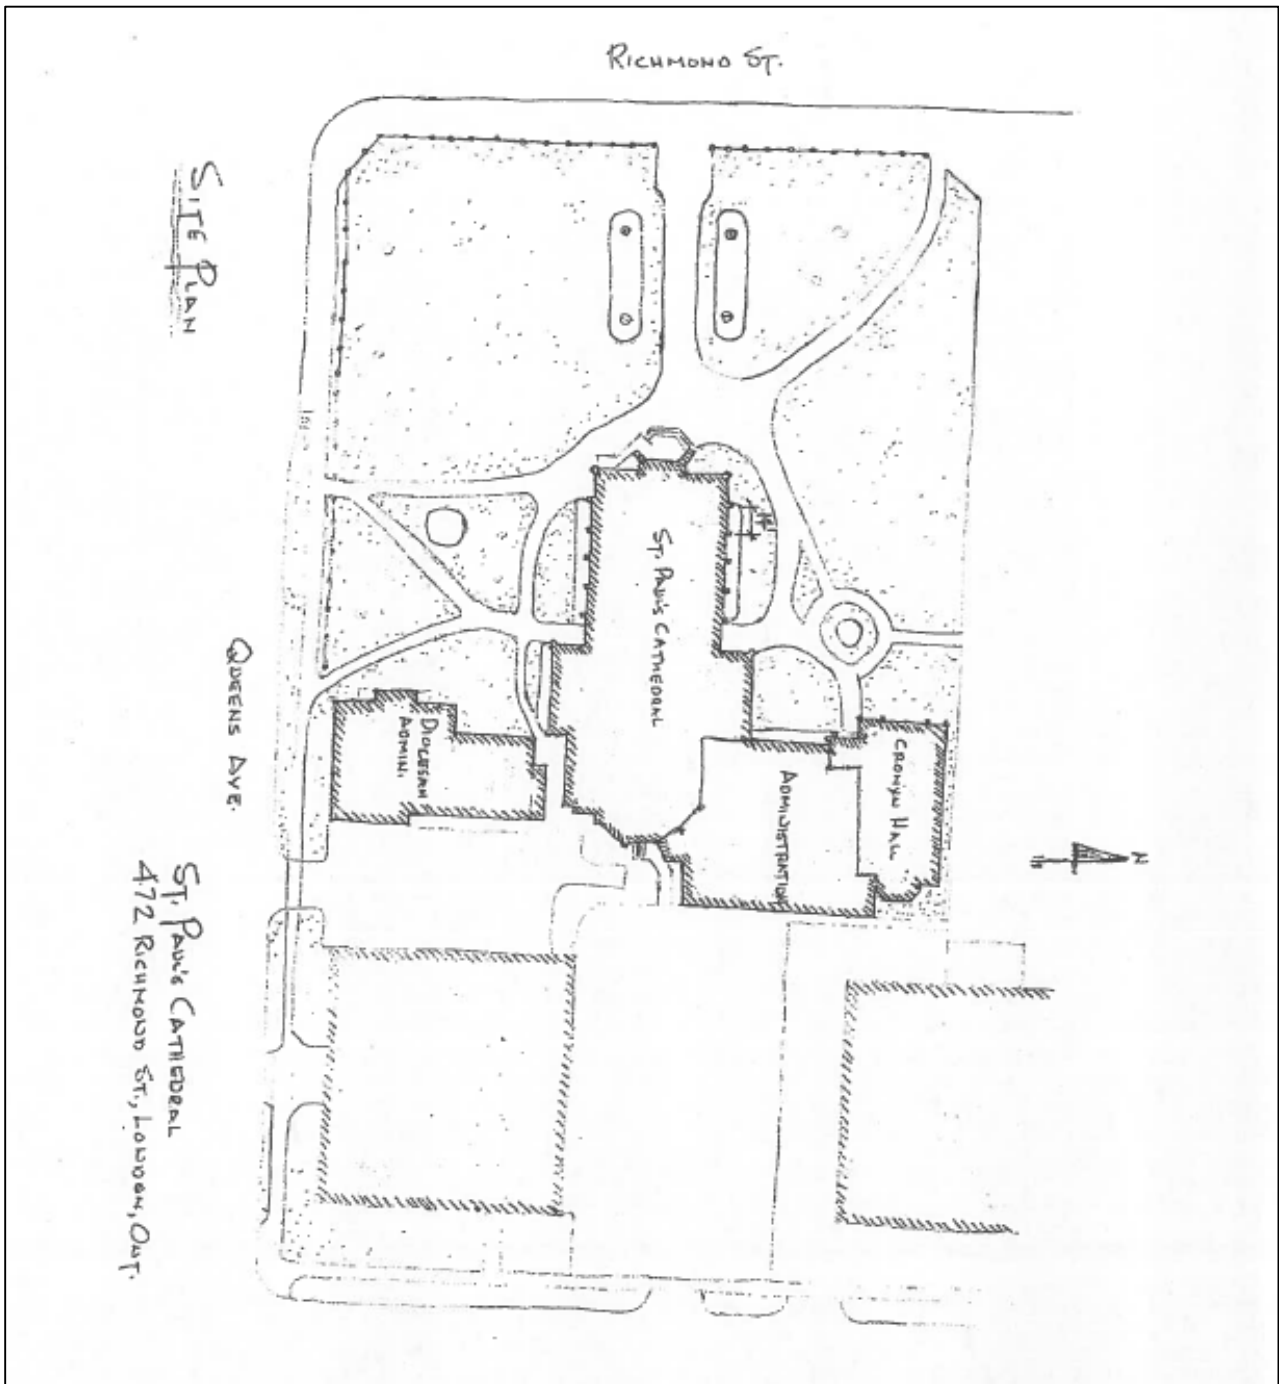 RICHMOND ST.
SITE PLAN
ST. PAUL'S CATHEDRAL
QUEENS AVE.
DIOCESAN
ADMIN.
ADMINISTRATION
CRONYN HALL
N
ST. PAUL'S CATHEDRAL
472 RICHMOND ST., LONDON, ONT.